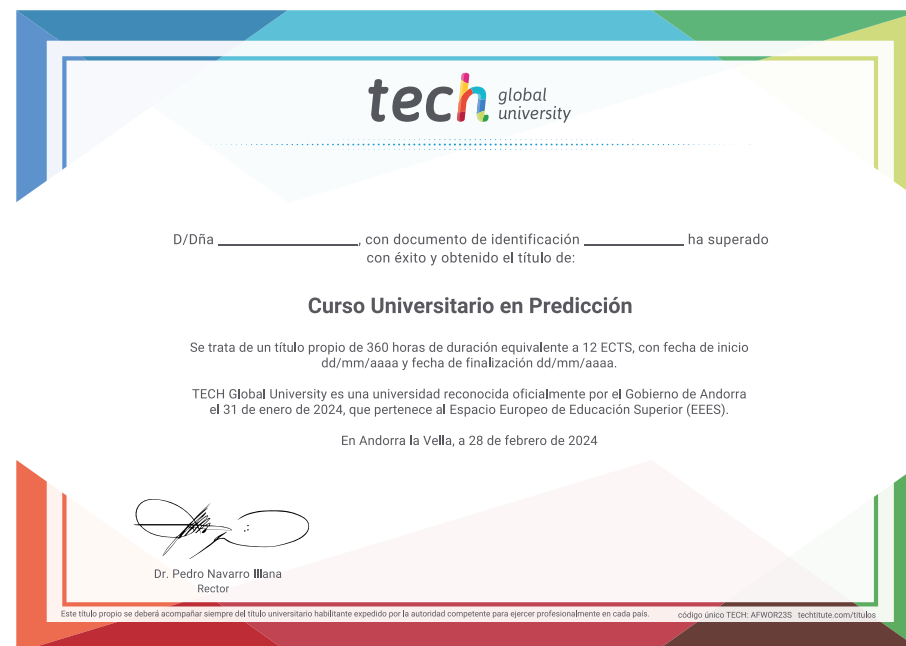 tech global university
D/Dña ____________________, con documento de identificación ______________ ha superado
con éxito y obtenido el título de:
Curso Universitario en Predicción
Se trata de un título propio de 360 horas de duración equivalente a 12 ECTS, con fecha de inicio
dd/mm/aaaa y fecha de finalización dd/mm/aaaa.
TECH Global University es una universidad reconocida oficialmente por el Gobierno de Andorra
el 31 de enero de 2024, que pertenece al Espacio Europeo de Educación Superior (EEES).
En Andorra la Vella, a 28 de febrero de 2024
Dr. Pedro Navarro Illana
Rector
Este título propio se deberá acompañar siempre del título universitario habilitante expedido por la autoridad competente para ejercer profesionalmente en cada país. código único TECH: AFWOR23S techtitute.com/titulos